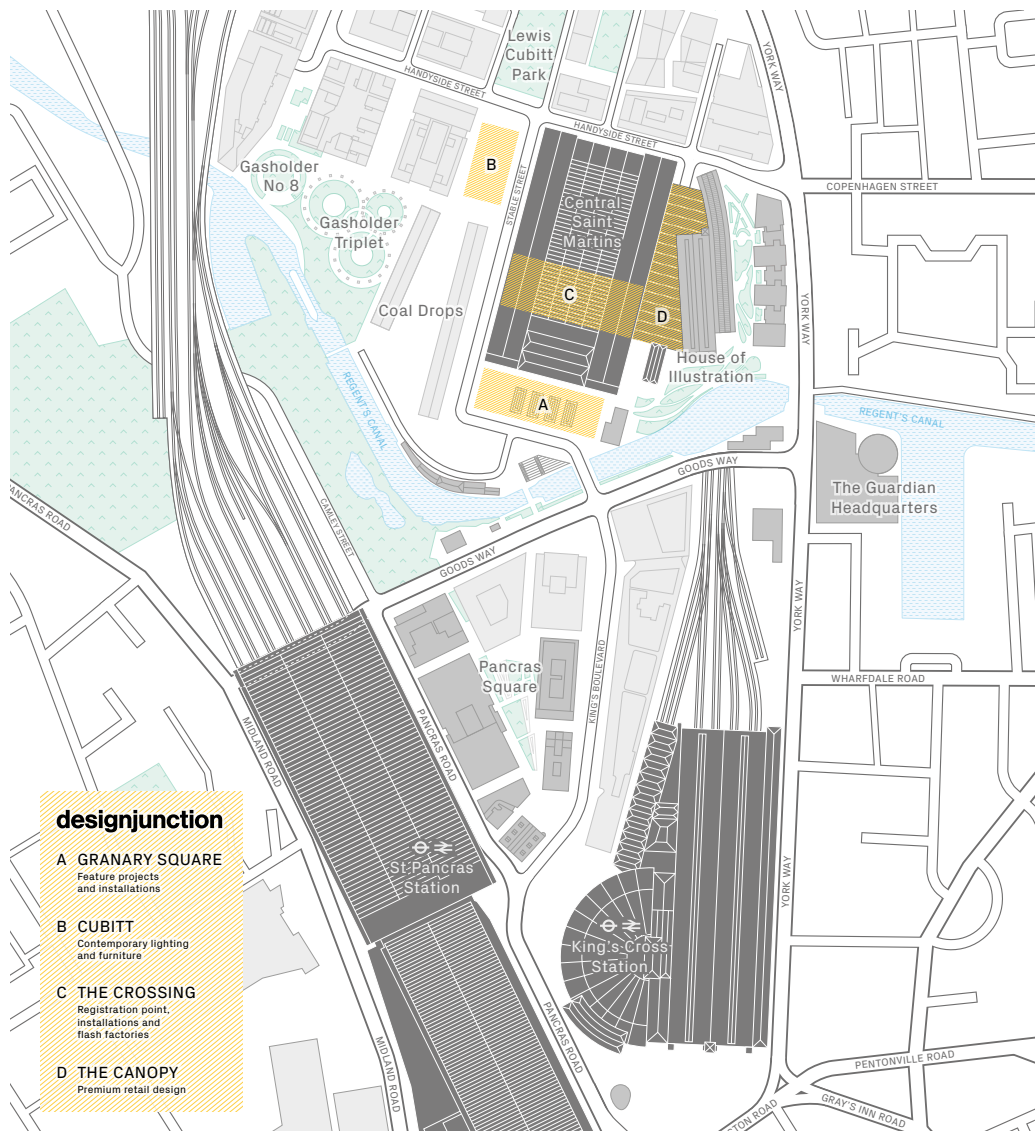 Lewis
Cubitt
Park
YORK WAY
HANDYSIDE STREET
HANDYSIDE STREET
B
Gasholder
No 8
STABLE STREET
COPENHAGEN STREET
Central
Saint
Martins
Gasholder
Triplet
C
Coal Drops
D
YORK WAY
House of
Illustration
REGENT'S CANAL
A
REGENT'S CANAL
GOODS WAY
The Guardian
Headquarters
PANCRAS ROAD
CAMLEY STREET
GOODS WAY
YORK WAY
Pancras
Square
KING'S BOULEVARD
WHARFDALE ROAD
MIDLAND ROAD
PANCRAS ROAD
St Pancras
Station
YORK WAY
King's Cross
Station
PANCRAS ROAD
MIDLAND ROAD
PENTONVILLE ROAD
GRAY'S INN ROAD
STON ROAD
designjunction
A GRANARY SQUARE
Feature projects
and installations
B CUBITT
Contemporary lighting
and furniture
C THE CROSSING
Registration point,
installations and
flash factories
D THE CANOPY
Premium retail design